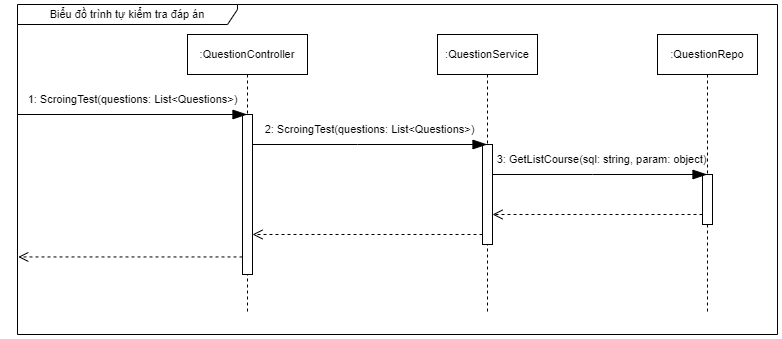 Biểu đồ trình tự kiểm tra đáp án
:QuestionController
:QuestionService
:QuestionRepo
1: ScroingTest(questions: List<Questions>)
2: ScroingTest(questions: List<Questions>)
3: GetListCourse(sql: string, param: object)